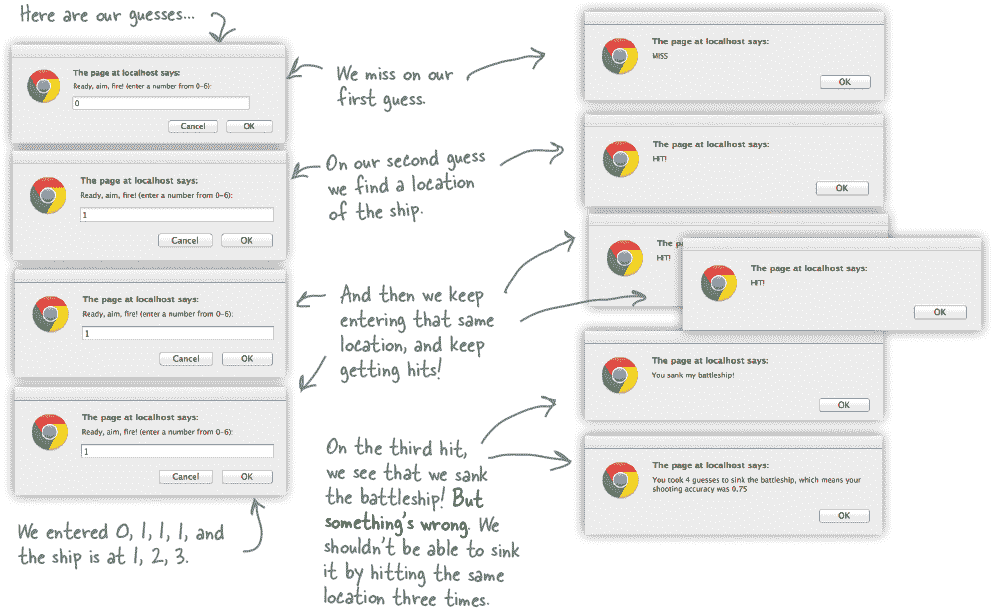 Here are our guesses...
The page at localhost says:
Ready, aim, fire! (enter a number from 0-6):
0
Cancel OK
The page at localhost says:
Ready, aim, fire! (enter a number from 0-6):
1
Cancel OK
The page at localhost says:
Ready, aim, fire! (enter a number from 0-6):
1
Cancel OK
The page at localhost says:
Ready, aim, fire! (enter a number from 0-6):
1
Cancel OK
We entered 0, 1, 1, 1, and
the ship is at 1, 2, 3.
We miss on our
first guess.
On our second guess
we find a location
of the ship.
And then we keep
entering that same
location, and keep
getting hits!
On the third hit,
we see that we sank
the battleship! But
something's wrong. We
shouldn't be able to sink
it by hitting the same
location three times.
The page at localhost says:
MISS
OK
The page at localhost says:
HIT!
OK
The p
HIT!
The page at localhost says:
HIT!
OK
The page at localhost says:
You sank my battleship!
OK
The page at localhost says:
You took 4 guesses to sink the battleship, which means your
shooting accuracy was 0.75
OK